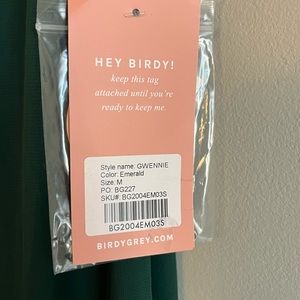 HEY BIRDY!
keep this tag
attached until you're
ready to keep me.
Style name: GWENNIE
Color: Emerald
Size: M
PO: BG227
SKU#: BG2004EM03S
BG2004EM03S
BIRDYGREY.COM